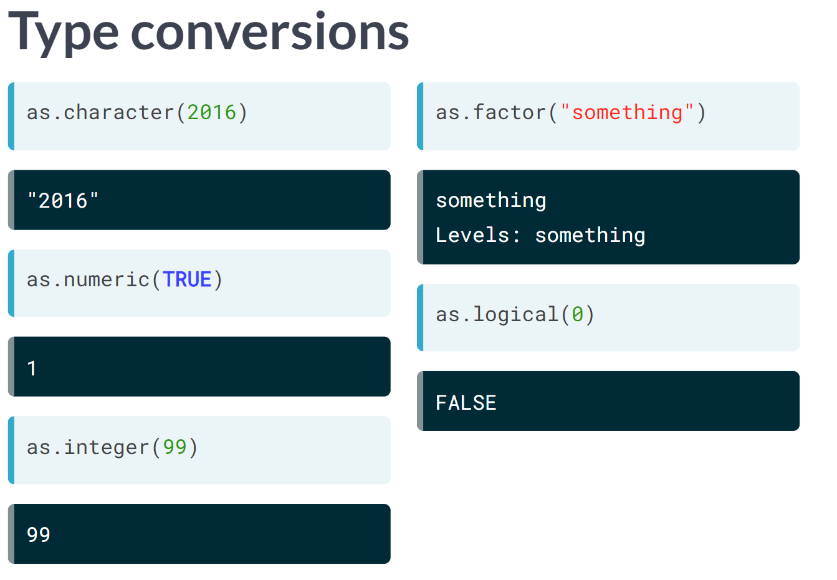 Type conversions
as.character(2016)
"2016"
as.numeric(TRUE)
1
as.integer(99)
99
as.factor("something")
something
Levels: something
as.logical(0)
FALSE